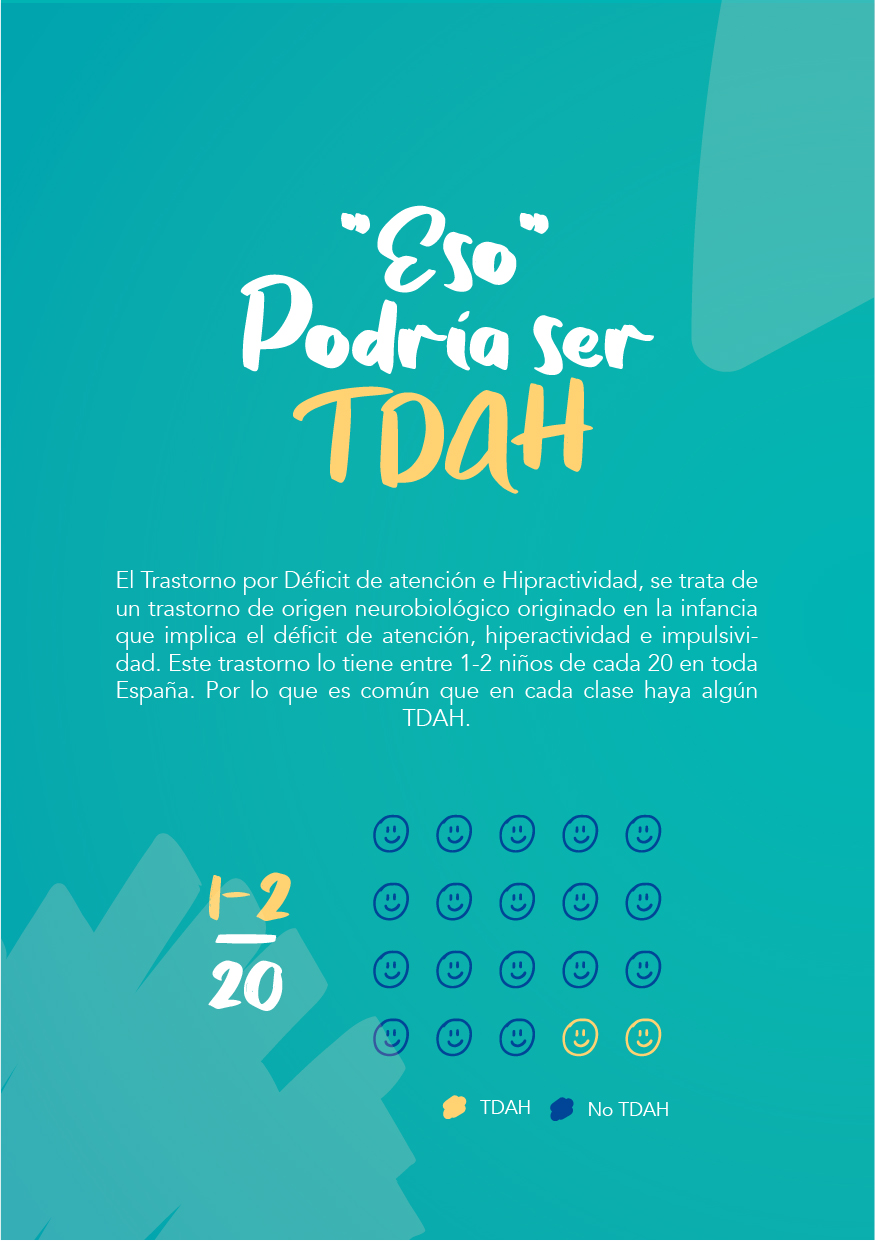 "Eso"
Podría ser
TDAH
El Trastorno por Déficit de atención e Hipractividad, se trata de
un trastorno de origen neurobiológico originado en la infancia
que implica el déficit de atención, hiperactividad e impulsivi-
dad. Este trastorno lo tiene entre 1-2 niños de cada 20 en toda
España. Por lo que es común que en cada clase haya algún
TDAH.
1-2
20
TDAH
No TDAH